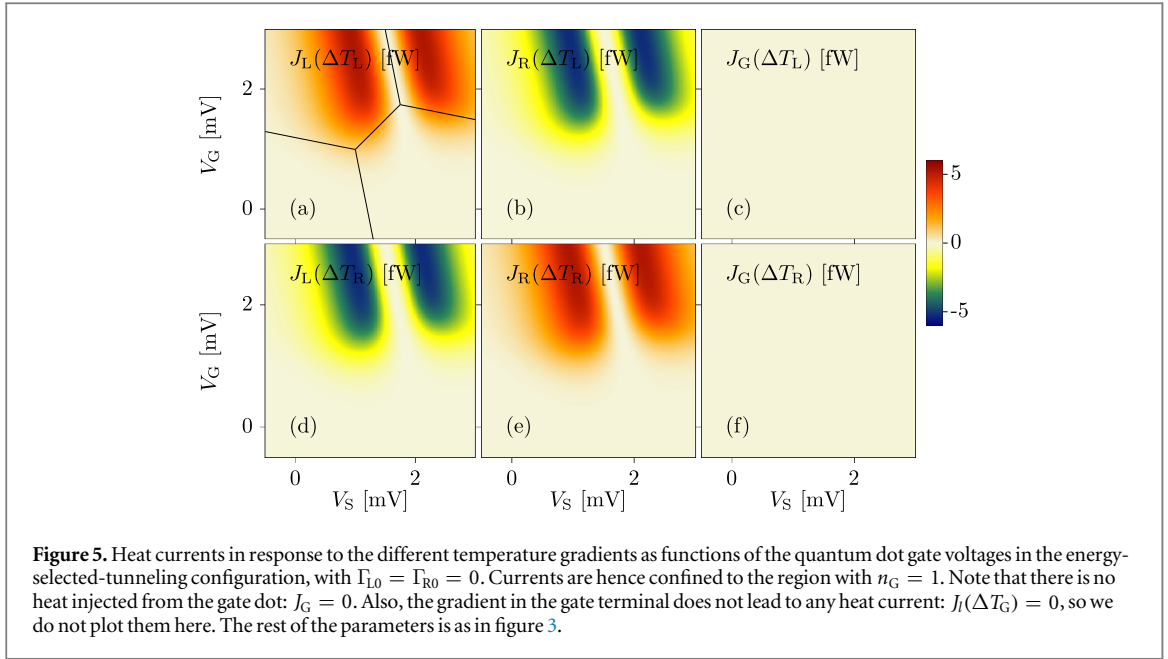 J_L(ΔT_L) [fW] J_R(ΔT_L) [fW] J_G(ΔT_L) [fW]
2
V_G [mV]
0
(a) (b) (c)
5
0
-5
J_L(ΔT_R) [fW] J_R(ΔT_R) [fW] J_G(ΔT_R) [fW]
2
V_G [mV]
0
(d) (e) (f)
0 2 0 2 0 2
V_S [mV] V_S [mV] V_S [mV]
Figure 5. Heat currents in response to the different temperature gradients as functions of the quantum dot gate voltages in the energy-
selected-tunneling configuration, with Γ_L0 = Γ_R0 = 0. Currents are hence confined to the region with n_G = 1. Note that there is no
heat injected from the gate dot: J_G = 0. Also, the gradient in the gate terminal does not lead to any heat current: J_l(ΔT_G) = 0, so we
do not plot them here. The rest of the parameters is as in figure 3.